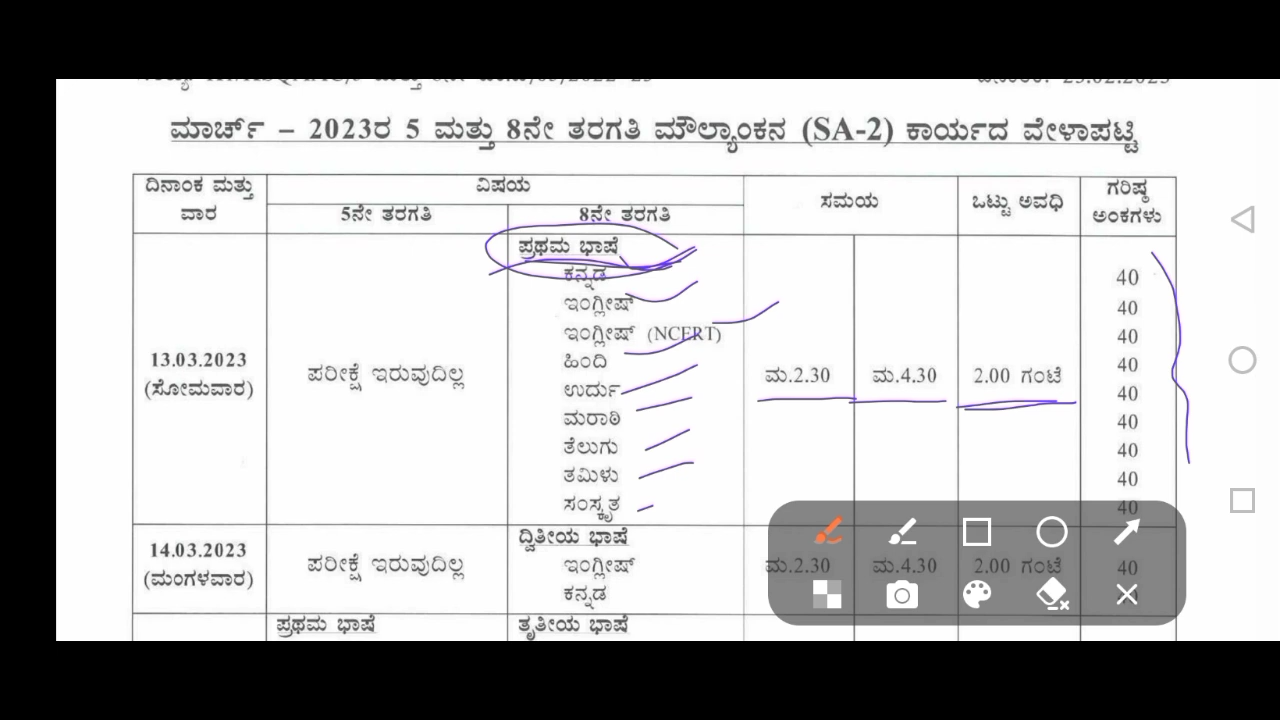 ಮಾರ್ಚ್ – 2023ರ 5 ಮತ್ತು 8ನೇ ತರಗತಿ ಮೌಲ್ಯಾಂಕನ (SA-2) ಕಾರ್ಯದ ವೇಳಾಪಟ್ಟಿ
ದಿನಾಂಕ ಮತ್ತು ವಾರ ವಿಷಯ ಸಮಯ ಒಟ್ಟು ಅವಧಿ ಗರಿಷ್ಠ ಅಂಕಗಳು
5ನೇ ತರಗತಿ 8ನೇ ತರಗತಿ
ಪ್ರಥಮ ಭಾಷೆ
ಕನ್ನಡ 40
ಇಂಗ್ಲೀಷ್ 40
ಇಂಗ್ಲೀಷ್ (NCERT) 40
13.03.2023 ಹಿಂದಿ 40
(ಸೋಮವಾರ) ಪರೀಕ್ಷೆ ಇರುವುದಿಲ್ಲ ಉರ್ದು ಮ.2.30 ಮ.4.30 2.00 ಗಂಟೆ 40
ಮರಾಠಿ 40
ತೆಲುಗು 40
ತಮಿಳು 40
ಸಂಸ್ಕೃತ 40
14.03.2023 ದ್ವಿತೀಯ ಭಾಷೆ
(ಮಂಗಳವಾರ) ಪರೀಕ್ಷೆ ಇರುವುದಿಲ್ಲ ಇಂಗ್ಲೀಷ್ ಮ.2.30 ಮ.4.30 2.00 ಗಂಟೆ 40
ಕನ್ನಡ
ಪ್ರಥಮ ಭಾಷೆ ತೃತೀಯ ಭಾಷೆ